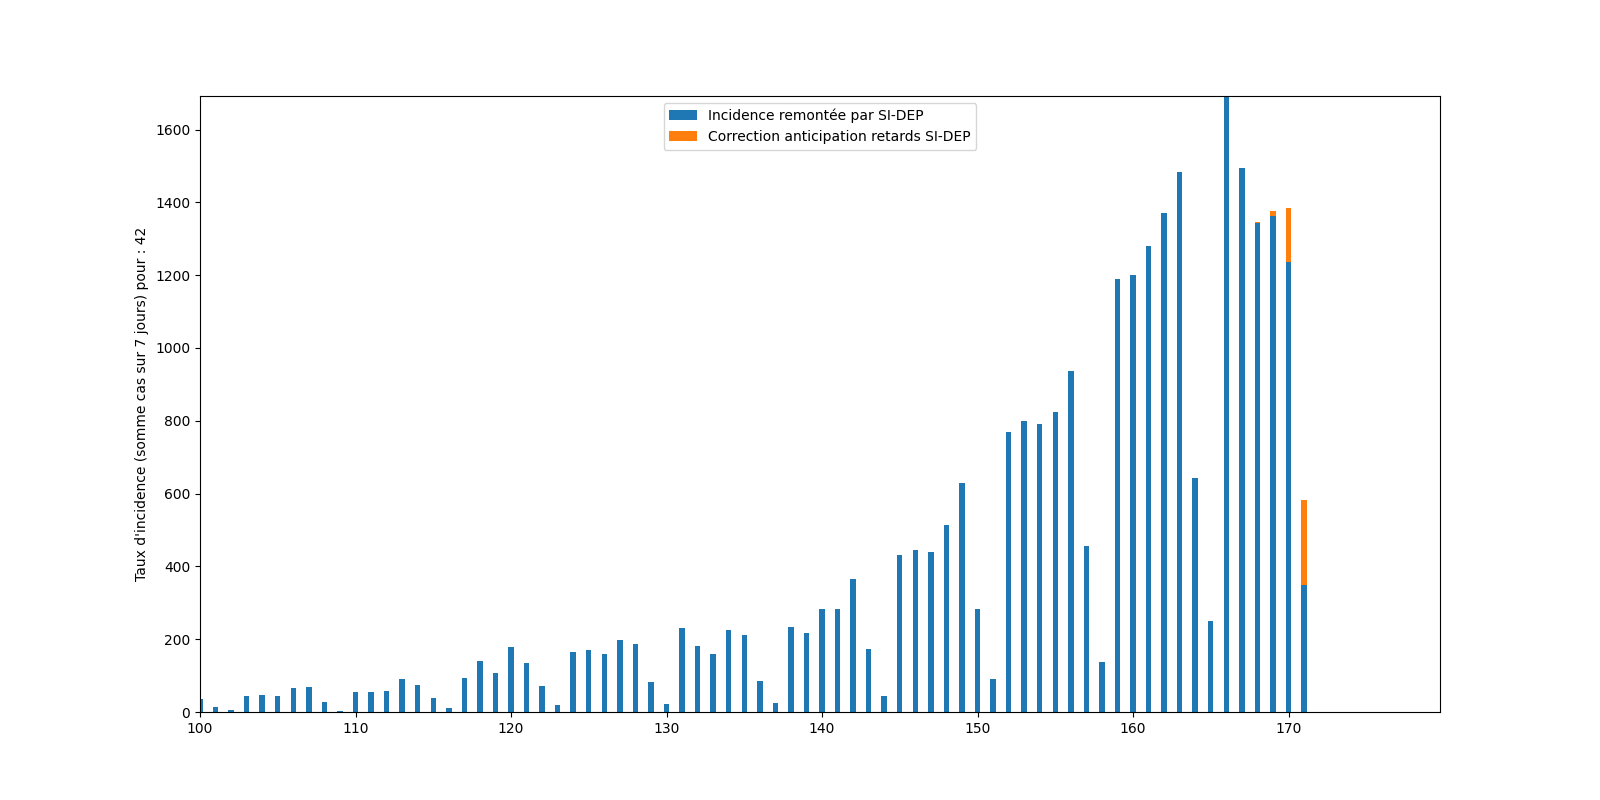 Incidence remontée par SI-DEP
Correction anticipation retards SI-DEP
Taux d'incidence (somme cas sur 7 jours) pour : 42
1600
1400
1200
1000
800
600
400
200
0
100 110 120 130 140 150 160 170